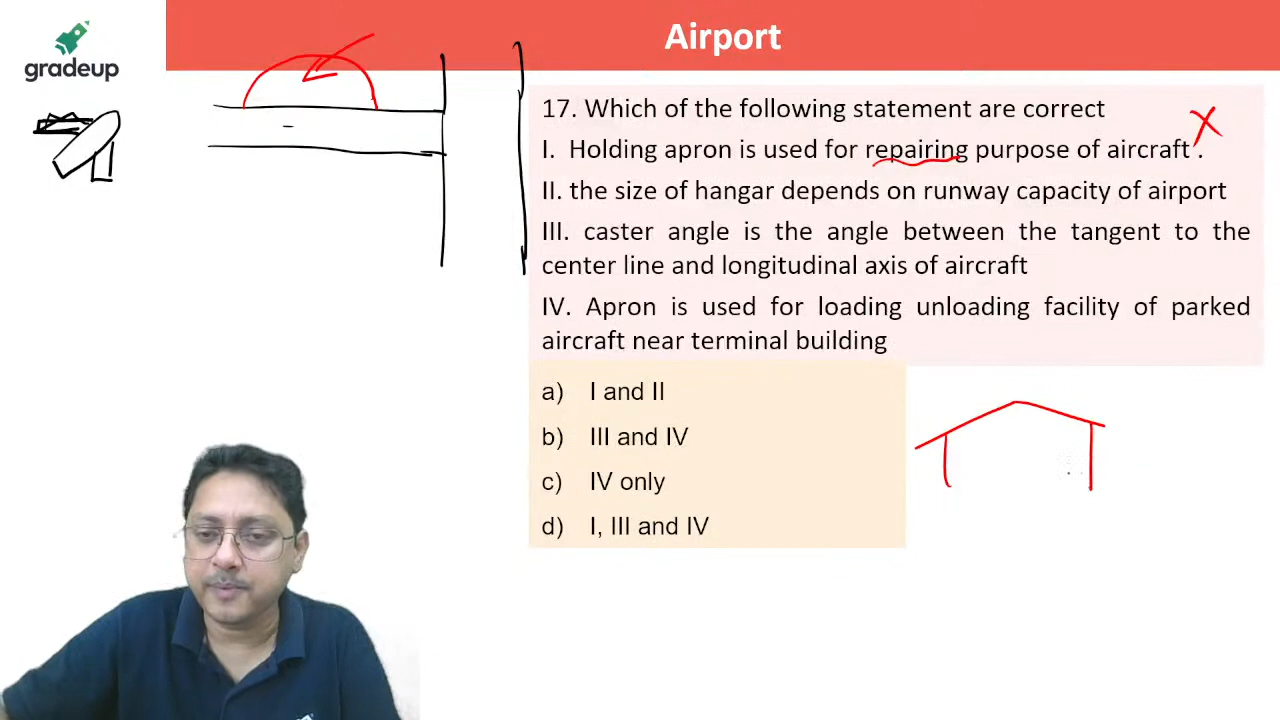 Airport
gradeup
17. Which of the following statement are correct
I. Holding apron is used for repairing purpose of aircraft .
II. the size of hangar depends on runway capacity of airport
III. caster angle is the angle between the tangent to the
center line and longitudinal axis of aircraft
IV. Apron is used for loading unloading facility of parked
aircraft near terminal building
a) I and II
b) III and IV
c) IV only
d) I, III and IV